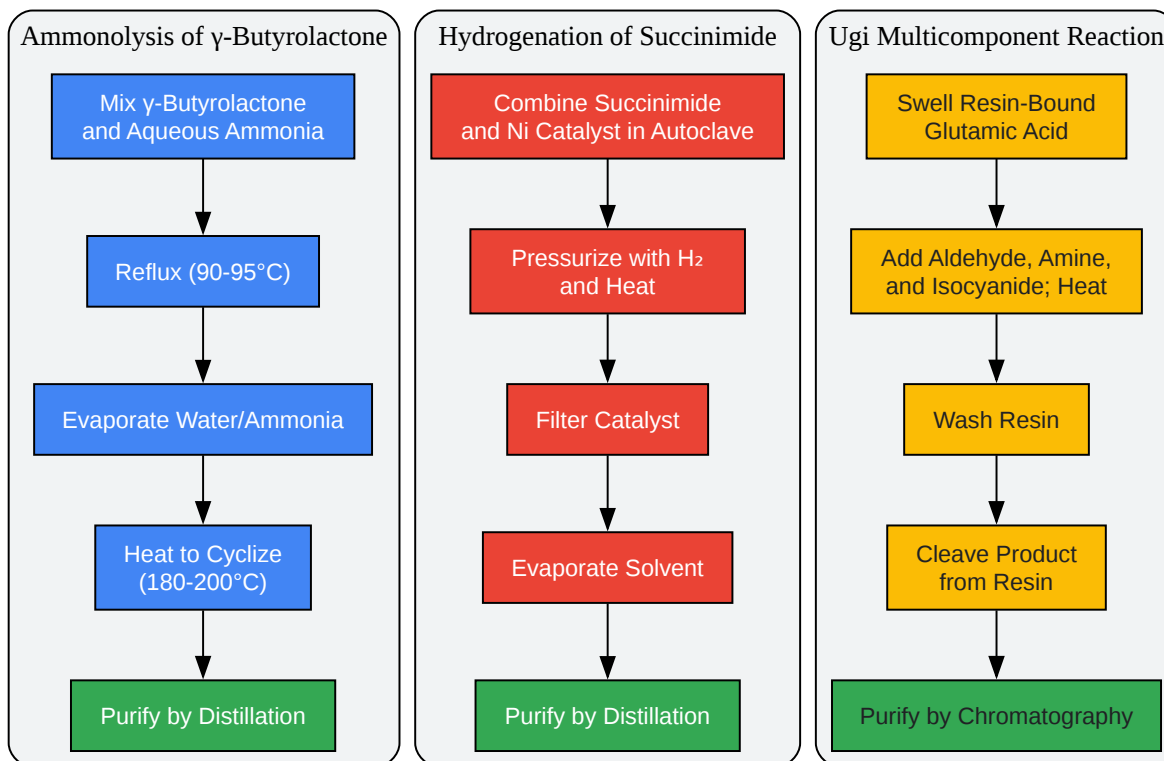 Ammonolysis of γ-Butyrolactone
Mix γ-Butyrolactone
and Aqueous Ammonia
Reflux (90-95°C)
Evaporate Water/Ammonia
Heat to Cyclize
(180-200°C)
Purify by Distillation
Hydrogenation of Succinimide
Combine Succinimide
and Ni Catalyst in Autoclave
Pressurize with H₂
and Heat
Filter Catalyst
Evaporate Solvent
Purify by Distillation
Ugi Multicomponent Reaction
Swell Resin-Bound
Glutamic Acid
Add Aldehyde, Amine,
and Isocyanide; Heat
Wash Resin
Cleave Product
from Resin
Purify by Chromatography